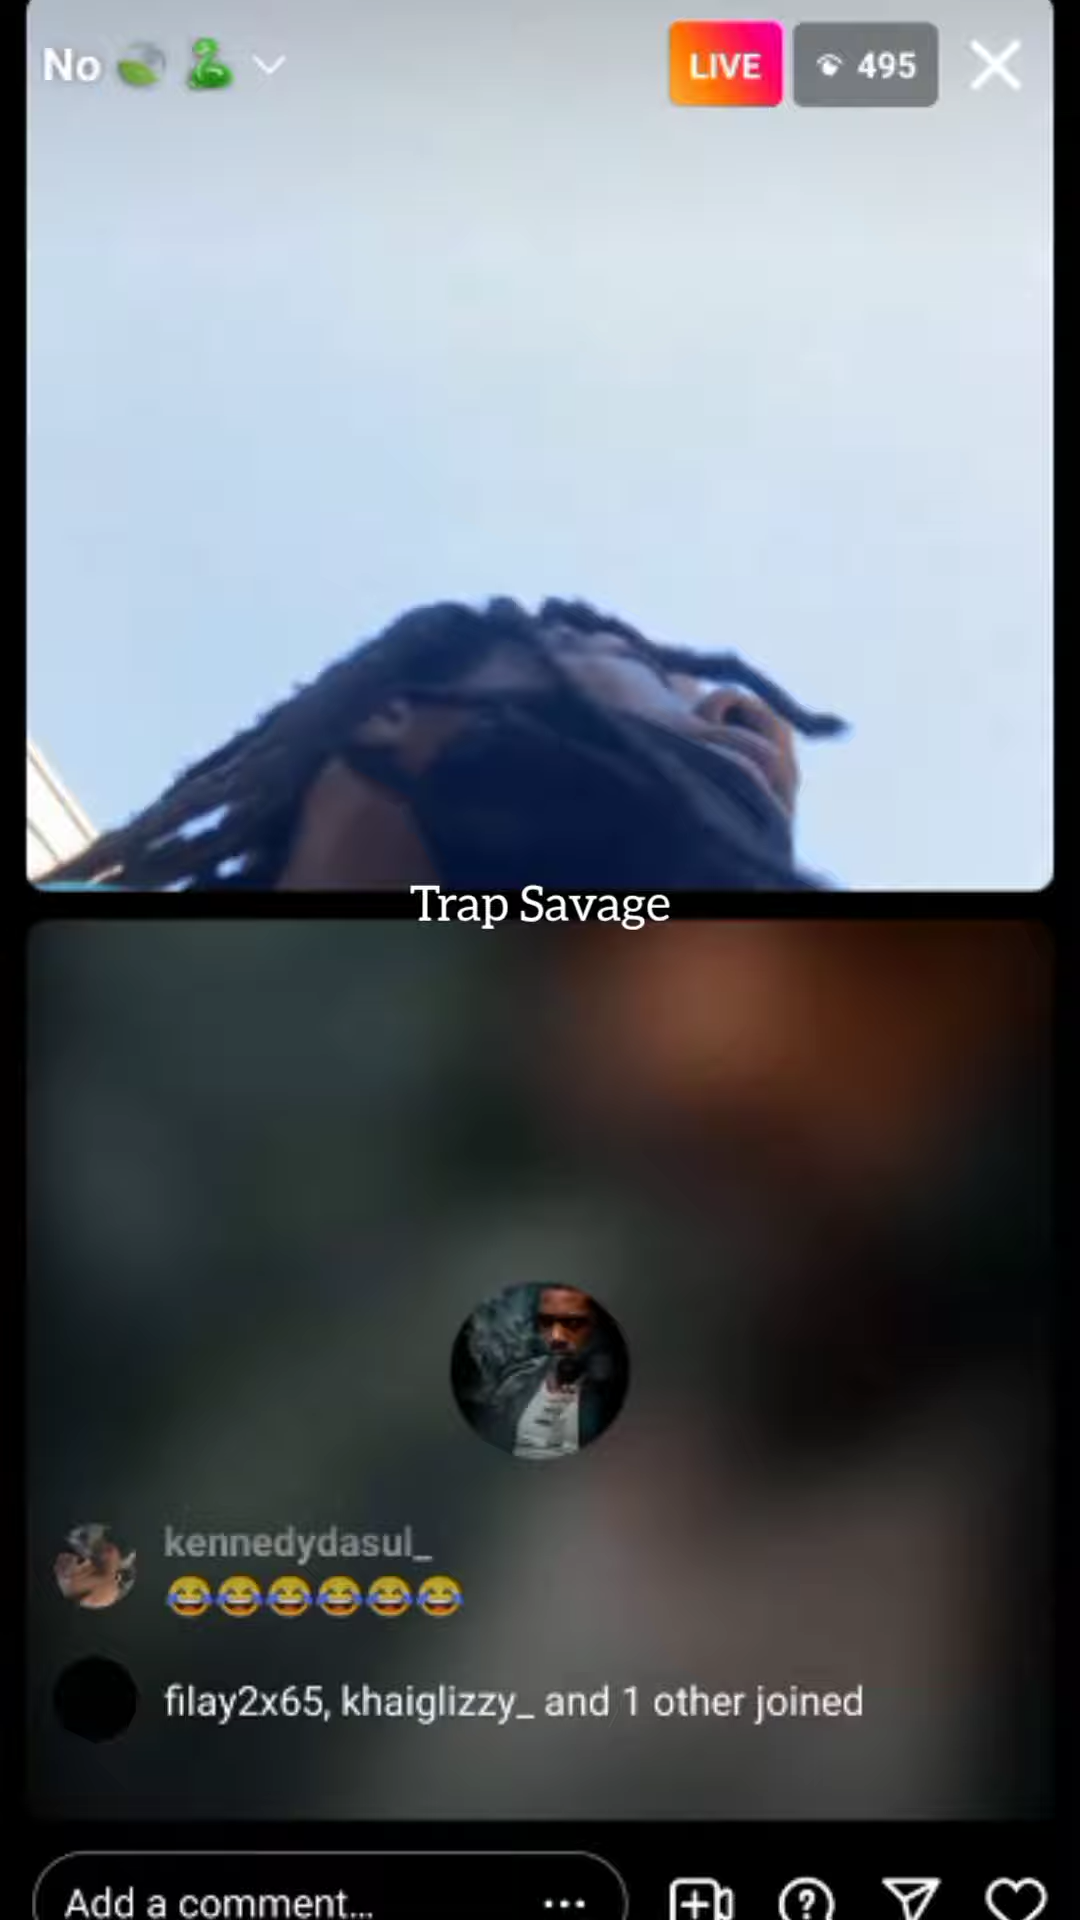 No 🍃 🐍
LIVE
495
Trap Savage
kennedydasul_
😂😂😂😂😂😂
filay2x65, khaiglizzy_ and 1 other joined
Add a comment...